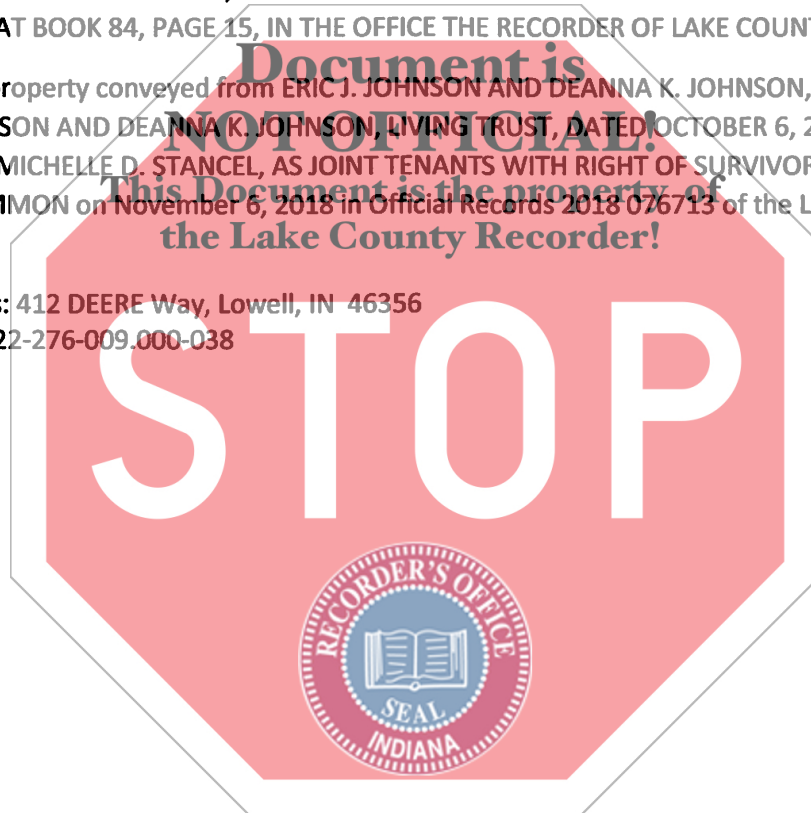 AT BOOK 84, PAGE 15, IN THE OFFICE THE RECORDER OF LAKE COUNT
Document is
roperty conveyed from ERIC J. JOHNSON AND DEANNA K. JOHNSON,
NOT OFFICIAL!
SON AND DEANNA K. JOHNSON, LIVING TRUST, DATED OCTOBER 6, 2
MICHELLE D. STANCEL, AS JOINT TENANTS WITH RIGHT OF SURVIVOR
This Document is the property of
MON on November 6, 2018 in Official Records 2018 076713 of the L
the Lake County Recorder!
s: 412 DEERE Way, Lowell, IN 46356
22-276-009.000-038
STOP
RECORDER'S OFFICE
SEAL
INDIANA